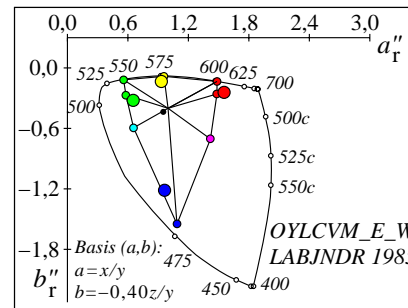 0,0 0,6 1,2 1,8 2,4 3,0
a″r
525 550 575 600 625 700
0,0
500
500c
−0,6
525c
550c
−1,2
OYLCVM_E_W
Basis (a,b):
LABJNDR 198
−1,8
a=x/y
475
b″r
b=−0,40z/y
450 400